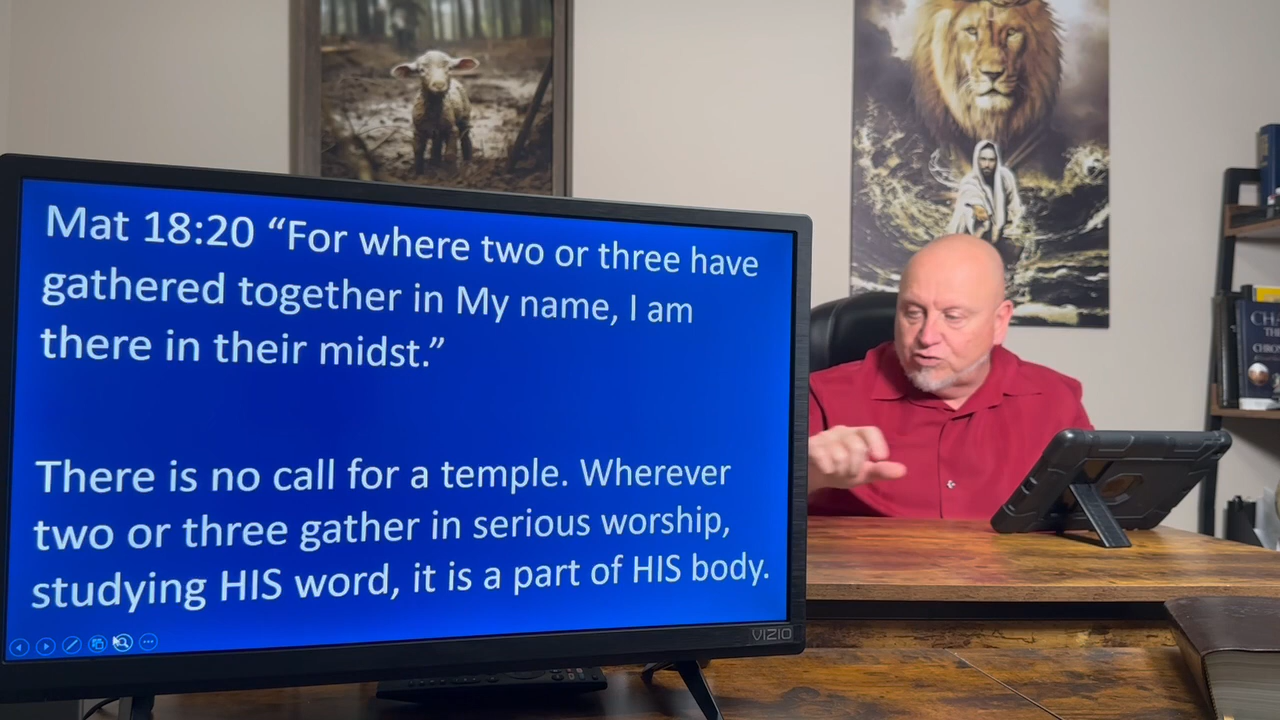 Mat 18:20 “For where two or three have
gathered together in My name, I am
there in their midst.”
There is no call for a temple. Wherever
two or three gather in serious worship,
studying HIS word, it is a part of HIS body.
VIZIO